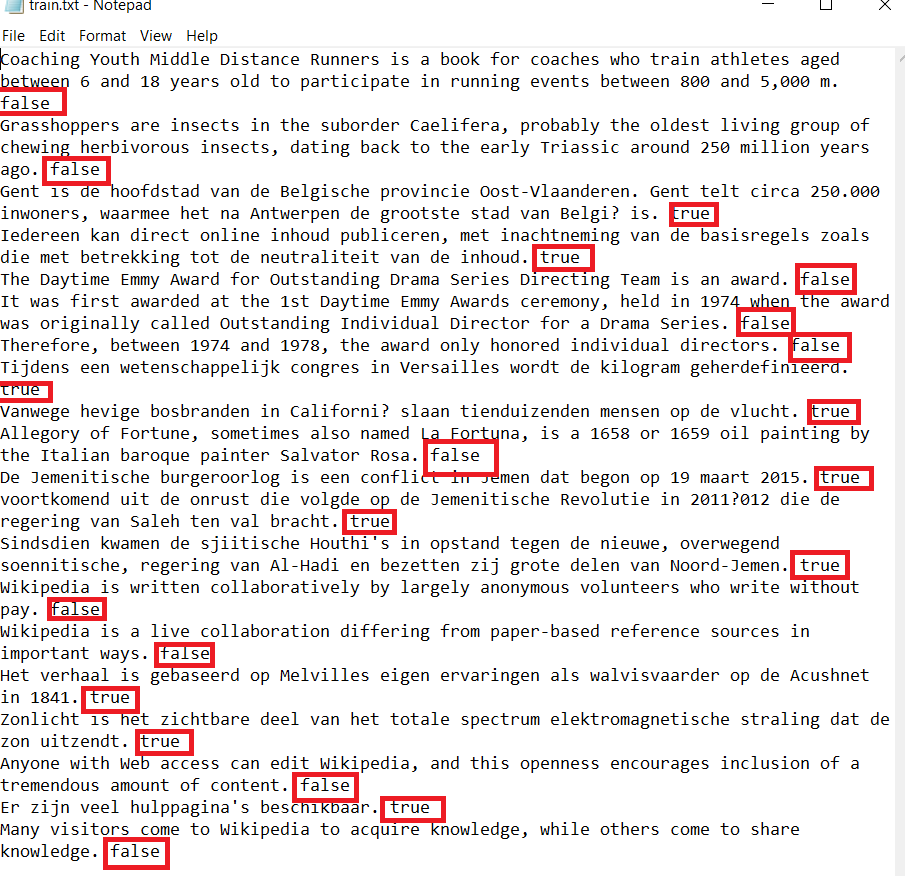 train.txt - Notepad
File Edit Format View Help
Coaching Youth Middle Distance Runners is a book for coaches who train athletes aged
between 6 and 18 years old to participate in running events between 800 and 5,000 m.
false
Grasshoppers are insects in the suborder Caelifera, probably the oldest living group of
chewing herbivorous insects, dating back to the early Triassic around 250 million years
ago. false
Gent is de hoofdstad van de Belgische provincie Oost-Vlaanderen. Gent telt circa 250.000
inwoners, waarmee het na Antwerpen de grootste stad van Belgi? is. true
Iedereen kan direct online inhoud publiceren, met inachtneming van de basisregels zoals
die met betrekking tot de neutraliteit van de inhoud. true
The Daytime Emmy Award for Outstanding Drama Series Directing Team is an award. false
It was first awarded at the 1st Daytime Emmy Awards ceremony, held in 1974 when the award
was originally called Outstanding Individual Director for a Drama Series. false
Therefore, between 1974 and 1978, the award only honored individual directors. false
Tijdens een wetenschappelijk congres in Versailles wordt de kilogram geherdefinieerd.
true
Vanwege hevige bosbranden in Californi? slaan tienduizenden mensen op de vlucht. true
Allegory of Fortune, sometimes also named La Fortuna, is a 1658 or 1659 oil painting by
the Italian baroque painter Salvator Rosa. false
De Jemenitische burgeroorlog is een conflict in Jemen dat begon op 19 maart 2015. true
voortkomend uit de onrust die volgde op de Jemenitische Revolutie in 2011?012 die de
regering van Saleh ten val bracht. true
Sindsdien kwamen de sjiitische Houthi's in opstand tegen de nieuwe, overwegend
soennitische, regering van Al-Hadi en bezetten zij grote delen van Noord-Jemen. true
Wikipedia is written collaboratively by largely anonymous volunteers who write without
pay. false
Wikipedia is a live collaboration differing from paper-based reference sources in
important ways. false
Het verhaal is gebaseerd op Melvilles eigen ervaringen als walvisvaarder op de Acushnet
in 1841. true
Zonlicht is het zichtbare deel van het totale spectrum elektromagnetische straling dat de
zon uitzendt. true
Anyone with Web access can edit Wikipedia, and this openness encourages inclusion of a
tremendous amount of content. false
Er zijn veel hulppagina's beschikbaar. true
Many visitors come to Wikipedia to acquire knowledge, while others come to share
knowledge. false